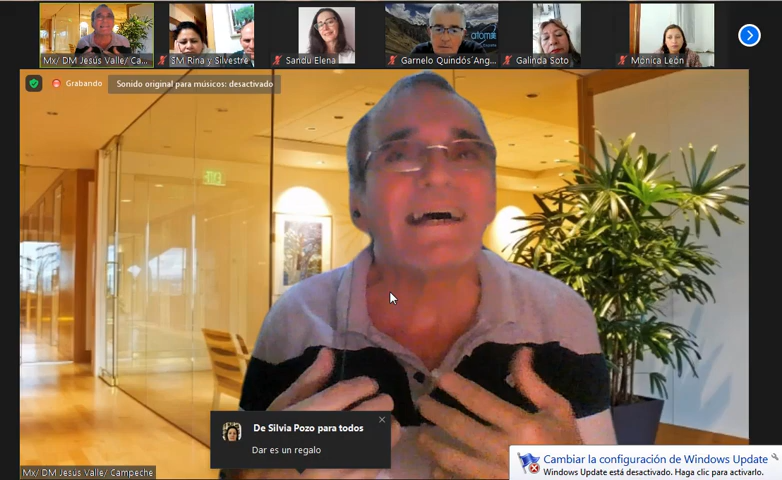 Mx/ DM Jesús Valle/ Ca...
SM Rina y Silvestre
Sandu Elena
Garnelo Quindós´Ang...
Galinda Soto
Monica León
Grabando
Sonido original para músicos: desactivado
De Silvia Pozo para todos
Dar es un regalo
Mx/ DM Jesús Valle/ Campeche
Cambiar la configuración de Windows Update
Windows Update está desactivado. Haga clic para activarlo.